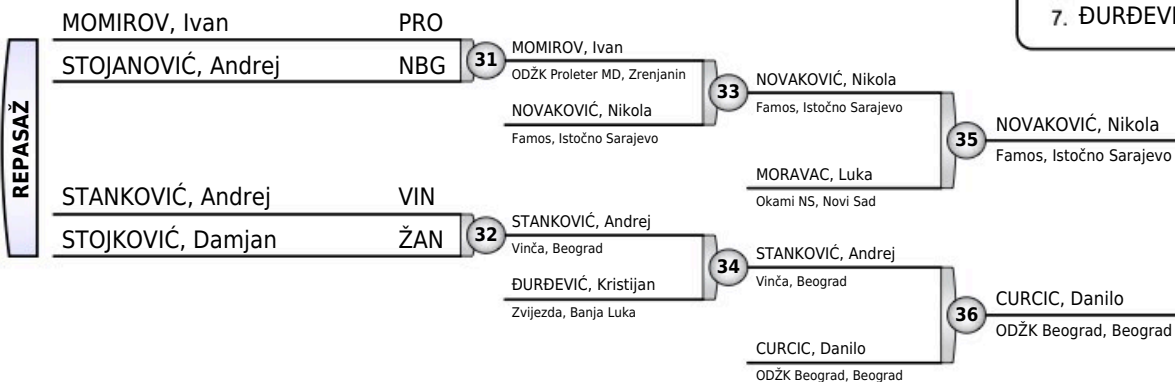 7. ĐURĐEVI
REPASAŽ
MOMIROV, Ivan PRO
STOJANOVIĆ, Andrej NBG
31
MOMIROV, Ivan
ODŽK Proleter MD, Zrenjanin
NOVAKOVIĆ, Nikola
Famos, Istočno Sarajevo
33
NOVAKOVIĆ, Nikola
Famos, Istočno Sarajevo
MORAVAC, Luka
Okami NS, Novi Sad
35
NOVAKOVIĆ, Nikola
Famos, Istočno Sarajevo
STANKOVIĆ, Andrej VIN
STOJKOVIĆ, Damjan ŽAN
32
STANKOVIĆ, Andrej
Vinča, Beograd
ĐURĐEVIĆ, Kristijan
Zvijezda, Banja Luka
34
STANKOVIĆ, Andrej
Vinča, Beograd
CURCIC, Danilo
ODŽK Beograd, Beograd
36
CURCIC, Danilo
ODŽK Beograd, Beograd